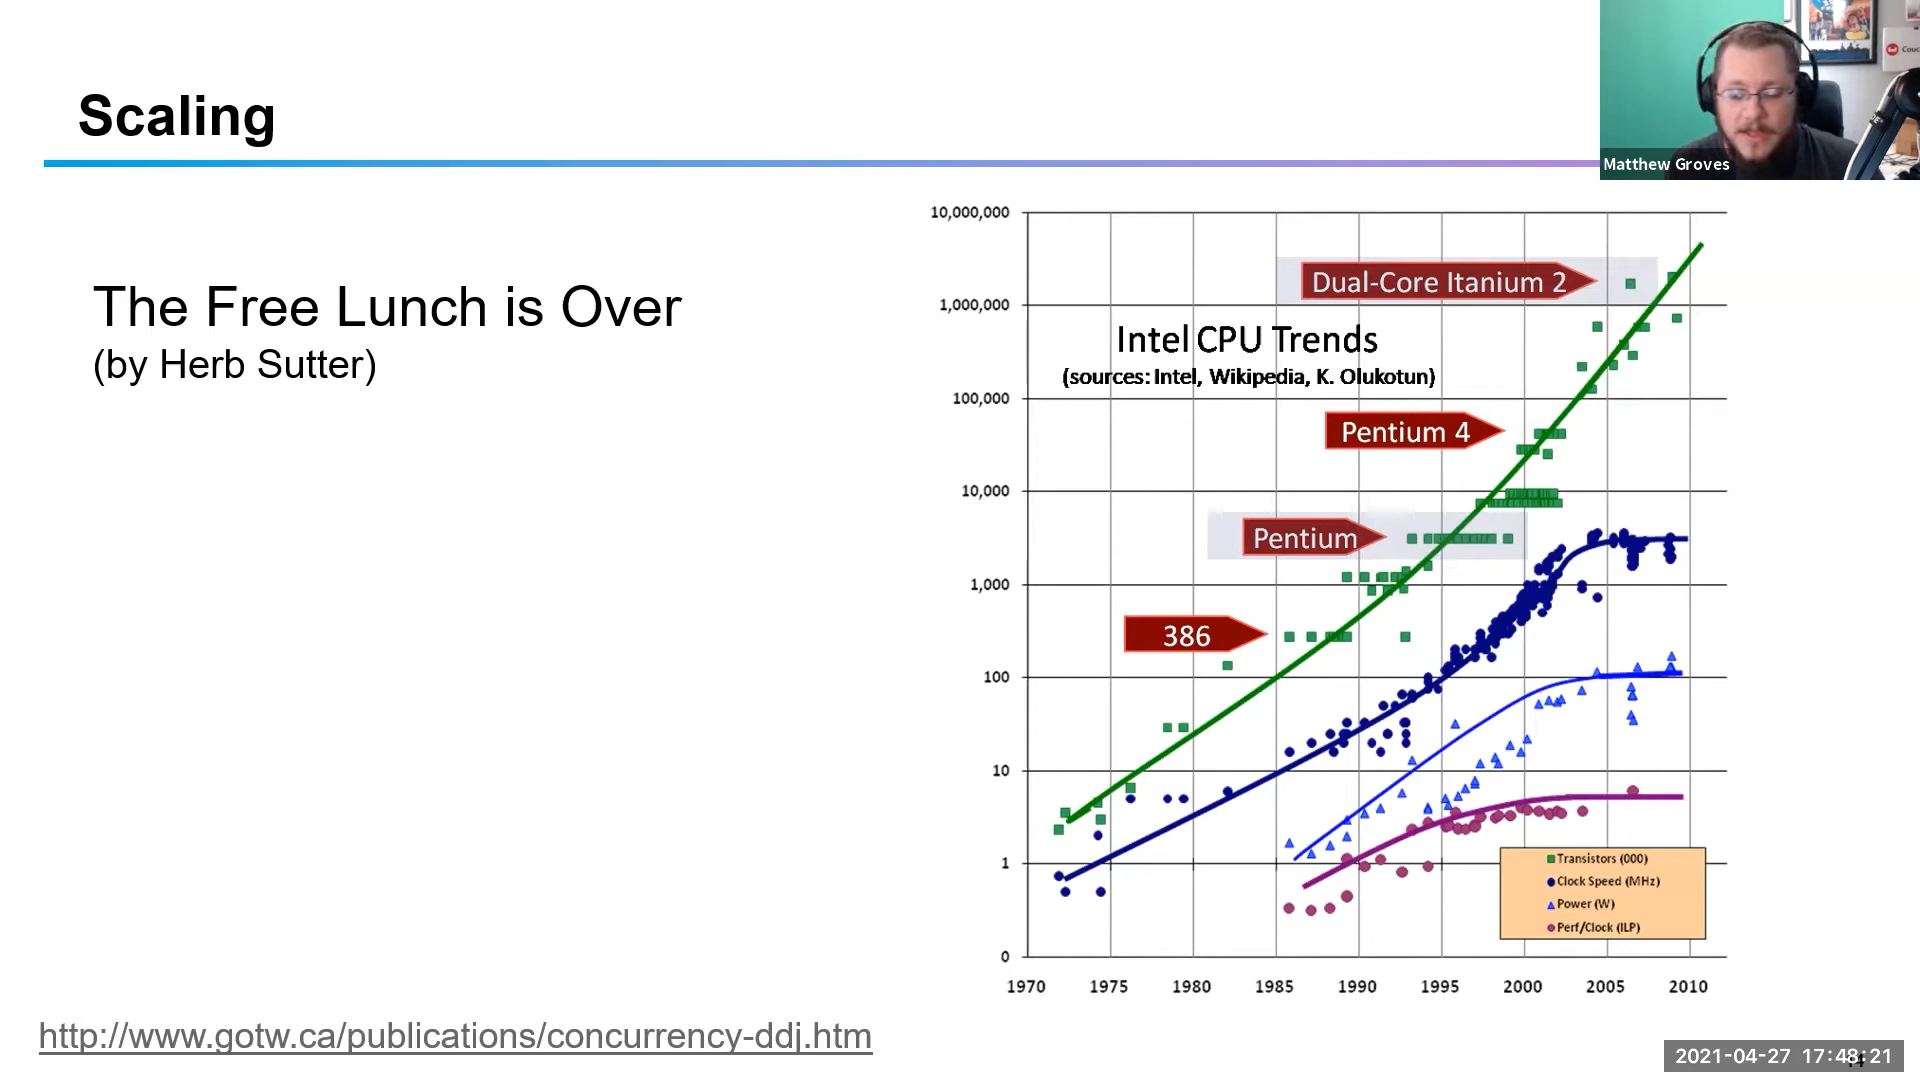 Scaling
Couc
Matthew Groves
The Free Lunch is Over
(by Herb Sutter)
10,000,000
1,000,000
100,000
10,000
1,000
100
10
1
0
Dual-Core Itanium 2
Intel CPU Trends
(sources: Intel, Wikipedia, K. Olukotun)
Pentium 4
Pentium
386
Transistors (000)
Clock Speed (MHz)
Power (W)
Perf/Clock (ILP)
1970 1975 1980 1985 1990 1995 2000 2005 2010
http://www.gotw.ca/publications/concurrency-ddj.htm
2021-04-27 17:48:21